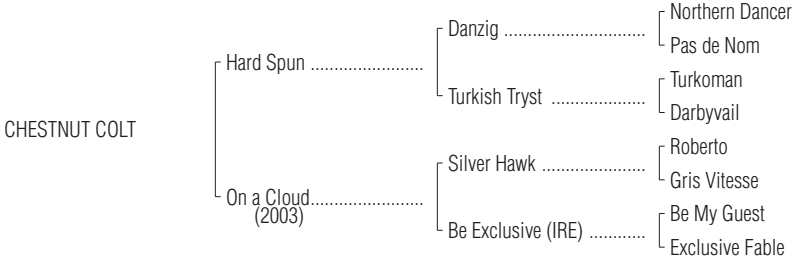 Northern Dancer
Danzig ..............................
Pas de Nom
Hard Spun ........................
Turkoman
Turkish Tryst ....................
Darbyvail
CHESTNUT COLT
Roberto
Silver Hawk ......................
Gris Vitesse
On a Cloud........................
(2003)
Be My Guest
Be Exclusive (IRE) ............
Exclusive Fable